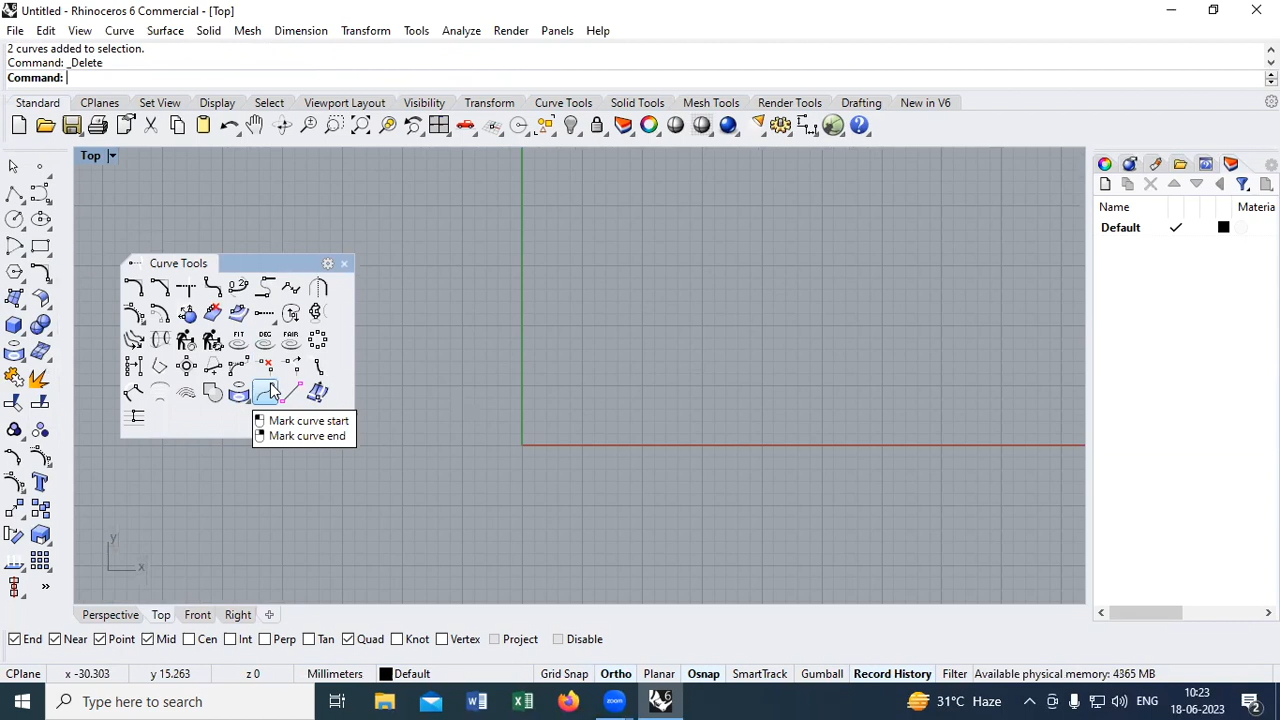 Untitled - Rhinoceros 6 Commercial - [Top]
File Edit View Curve Surface Solid Mesh Dimension Transform Tools Analyze Render Panels Help
2 curves added to selection.
Command: _Delete
Command:
Standard CPlanes Set View Display Select Viewport Layout Visibility Transform Curve Tools Solid Tools Mesh Tools Render Tools Drafting New in V6
Top
Name Materia
Default
Curve Tools
FIT DEG FAIR
Mark curve start
Mark curve end
y
x
Perspective Top Front Right
End Near Point Mid Cen Int Perp Tan Quad Knot Vertex Project Disable
CPlane x -30.303 y 15.263 z 0 Millimeters Default Grid Snap Ortho Planar Osnap SmartTrack Gumball Record History Filter Available physical memory: 4365 MB
Type here to search
zoom
31°C Haze
ENG
10:23
18-06-2023
2